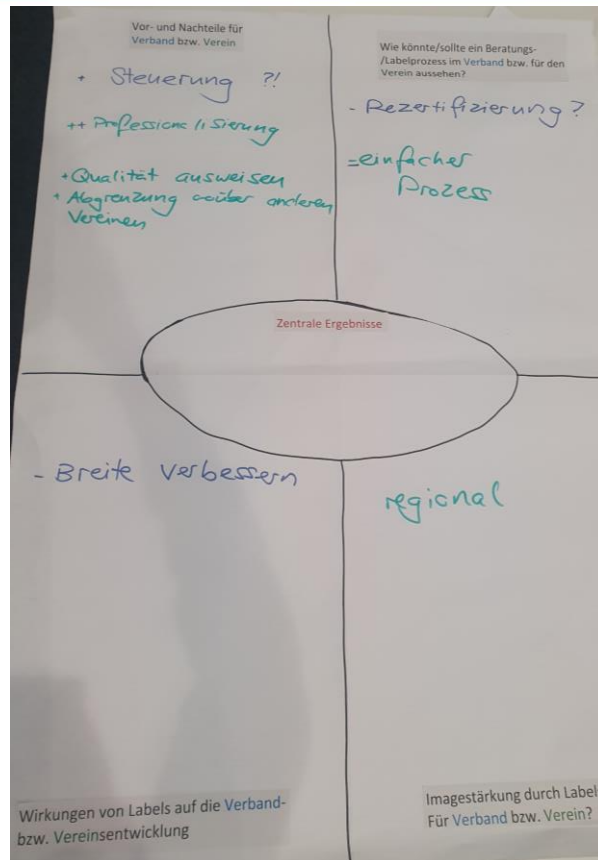 Vor- und Nachteile für
Verband bzw. Verein
+ Steuerung ?!
++ Professionalisierung
+ Qualität ausweisen
+ Abgrenzung ggüber anderen
Vereinen
Wie könnte/sollte ein Beratungs-
/Labelprozess im Verband bzw. für den
Verein aussehen?
- Rezertifizierung?
= einfacher
Prozess
Zentrale Ergebnisse
- Breite verbessern
regional
Wirkungen von Labels auf die Verband-
bzw. Vereinsentwicklung
Imagestärkung durch Label
Für Verband bzw. Verein?